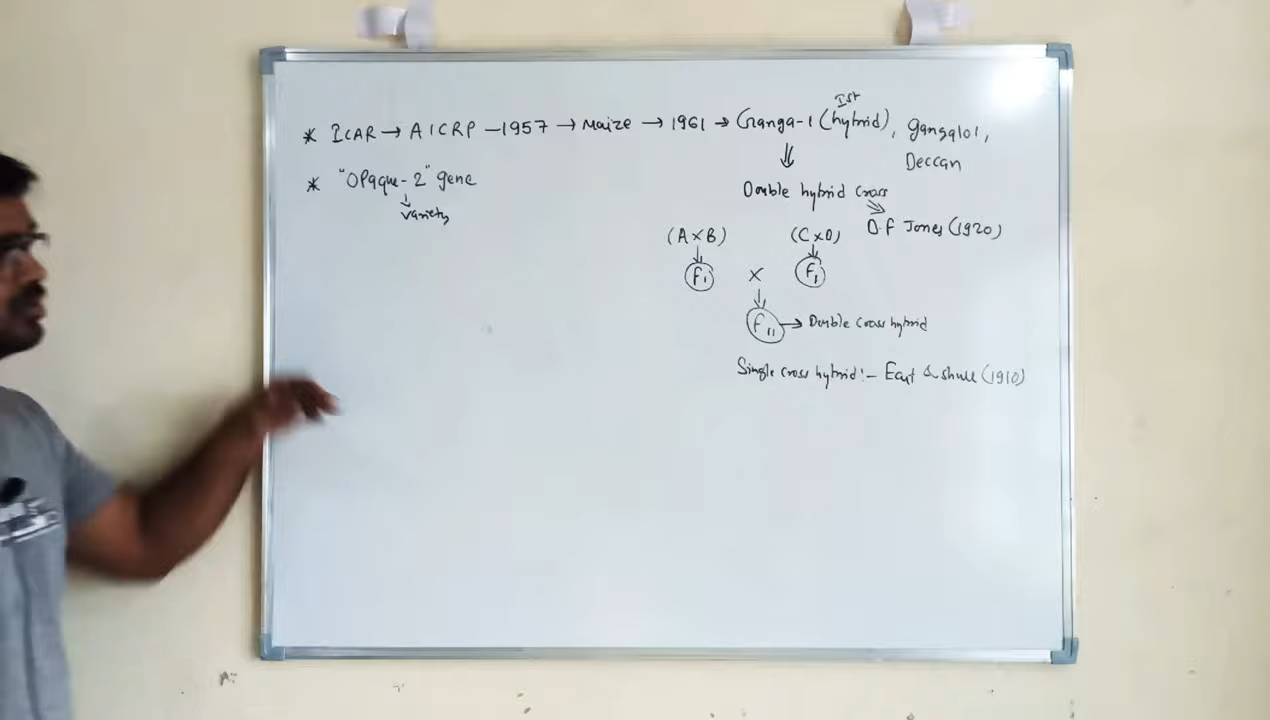 Ist
* ICAR → AICRP – 1957 → Maize → 1961 → Ganga-1 (hybrid), Ganga101,
Deccan
* "Opaque-2" gene
variety
Double hybrid cross
D.F Jones (1920)
(A×B) (C×D)
F1 × F1
F11 → Double cross hybrid
Single cross hybrid:- East & shull (1910)